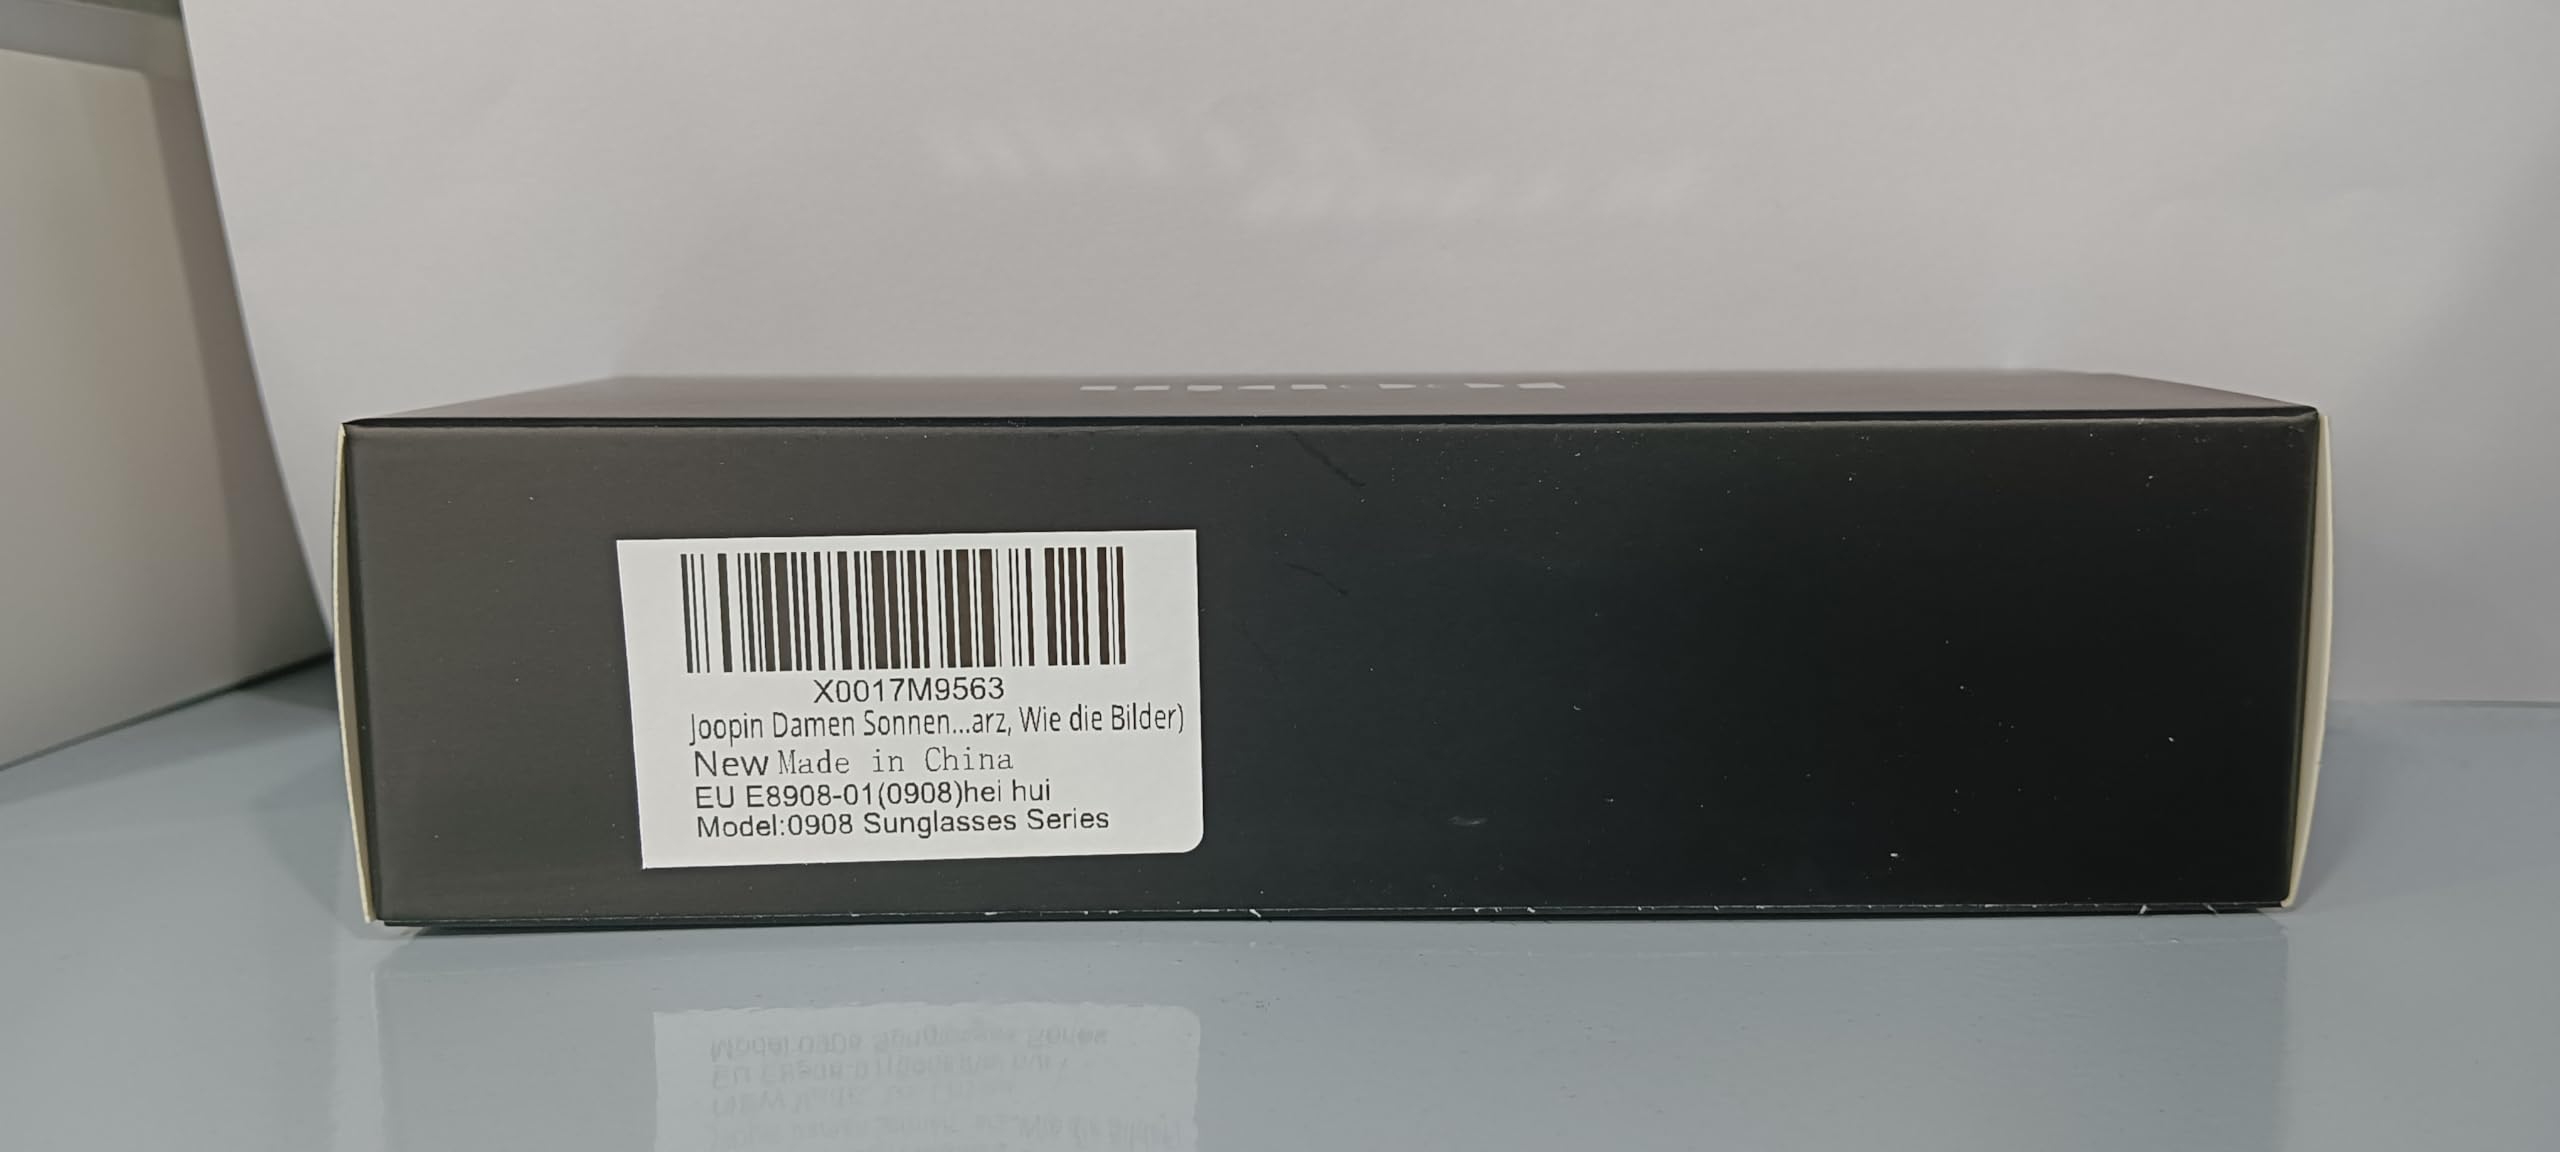 X0017M9563
Joopin Damen Sonnen...arz, Wie die Bilder)
New Made in China
EU E8908-01(0908)hei hui
Model:0908 Sunglasses Series